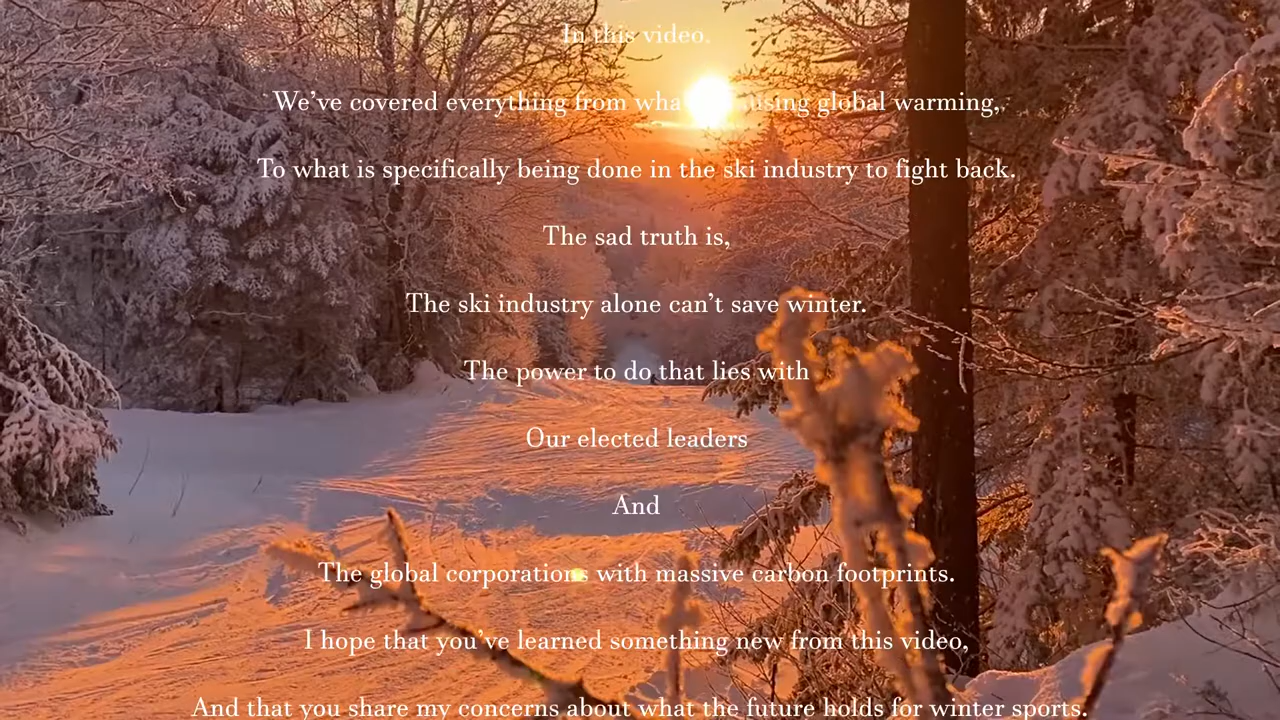 In this video.
We've covered everything from wha using global warming,
To what is specifically being done in the ski industry to fight back.
The sad truth is,
The ski industry alone can't save winter.
The power to do that lies with
Our elected leaders
And
The global corporations with massive carbon footprints.
I hope that you've learned something new from this video,
And that you share my concerns about what the future holds for winter sports.